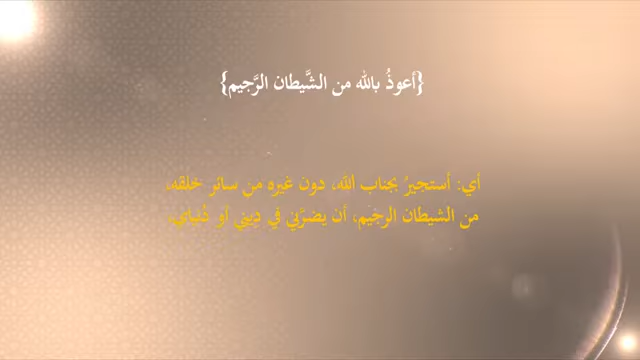 {أعوذُ بالله من الشَّيطان الرَّجيم}
أي: أستجيرُ بجناب الله، دون غيره من سائر خلقه،
من الشيطان الرجيم، أن يضرَّني في دِيني أو دُنياي،